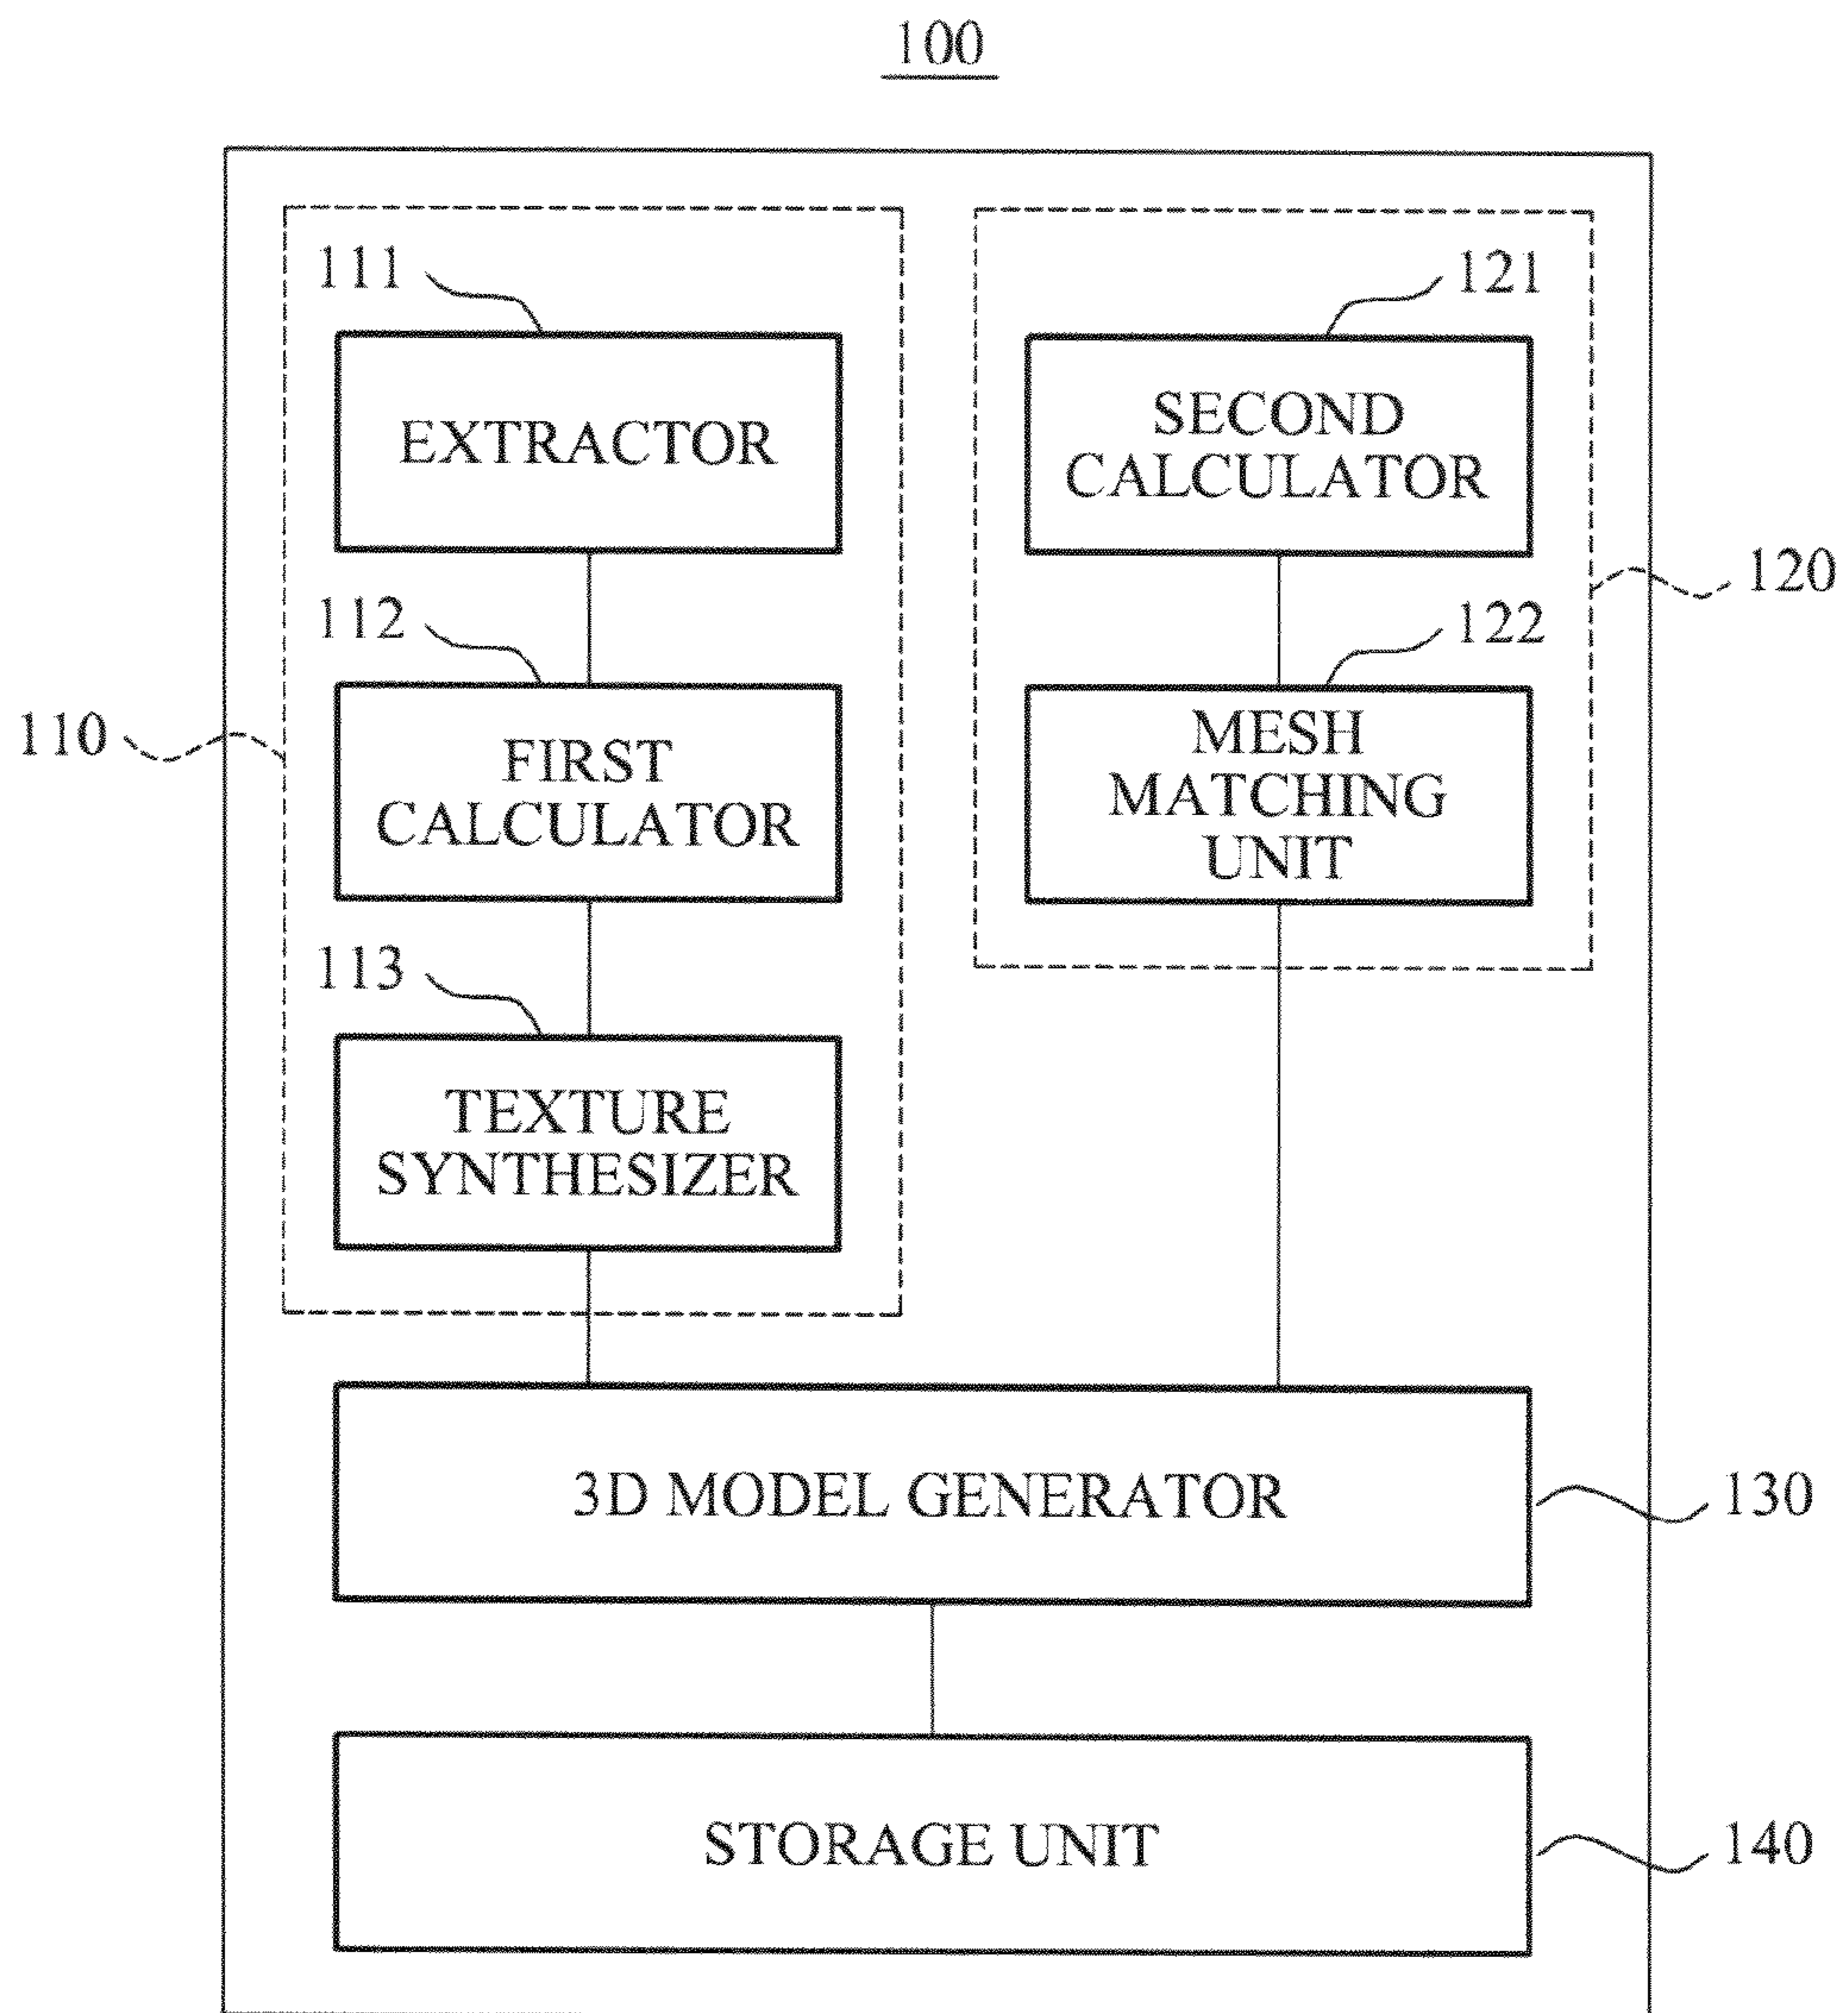 100
111
EXTRACTOR
112
FIRST
CALCULATOR
110
113
TEXTURE
SYNTHESIZER
121
SECOND
CALCULATOR
120
122
MESH
MATCHING
UNIT
3D MODEL GENERATOR
130
STORAGE UNIT
140